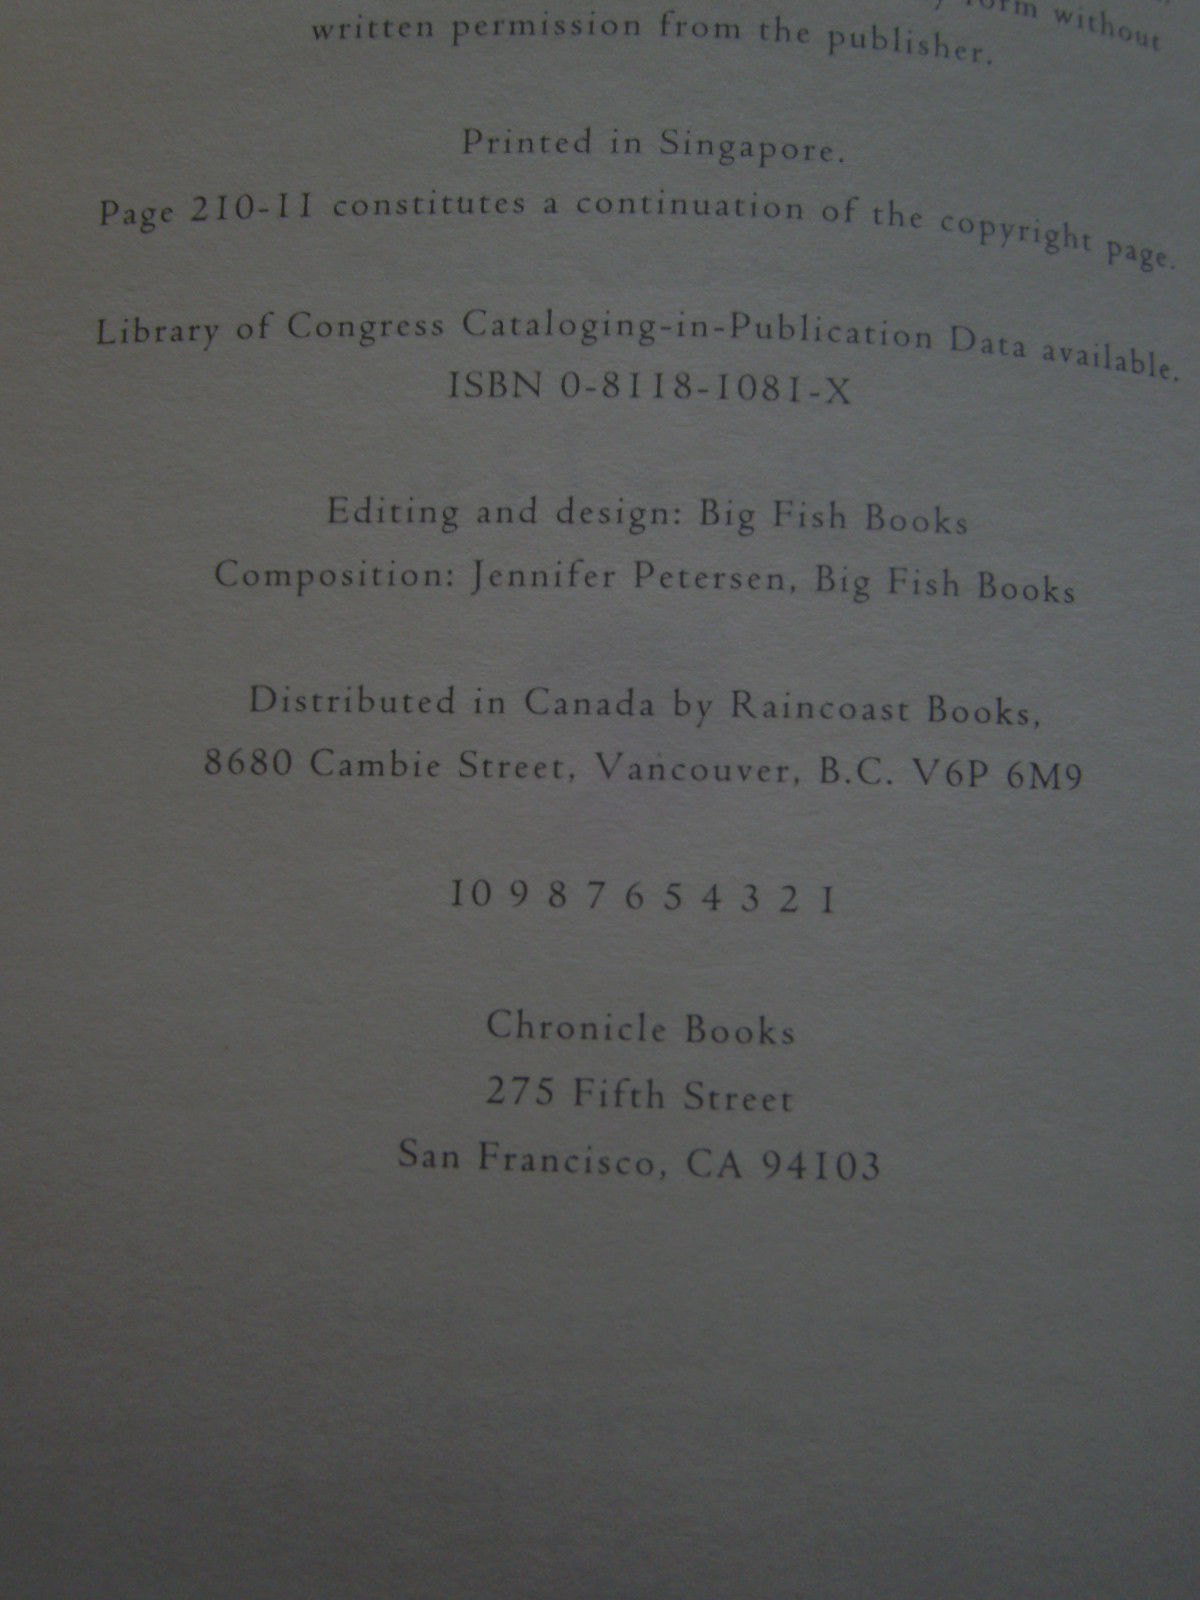 form without
written permission from the publisher.
Printed in Singapore.
Page 210-11 constitutes a continuation of the copyright page.
Library of Congress Cataloging-in-Publication Data available.
ISBN 0-8118-1081-X
Editing and design: Big Fish Books
Composition: Jennifer Petersen, Big Fish Books
Distributed in Canada by Raincoast Books,
8680 Cambie Street, Vancouver, B.C. V6P 6M9
10 9 8 7 6 5 4 3 2 1
Chronicle Books
275 Fifth Street
San Francisco, CA 94103